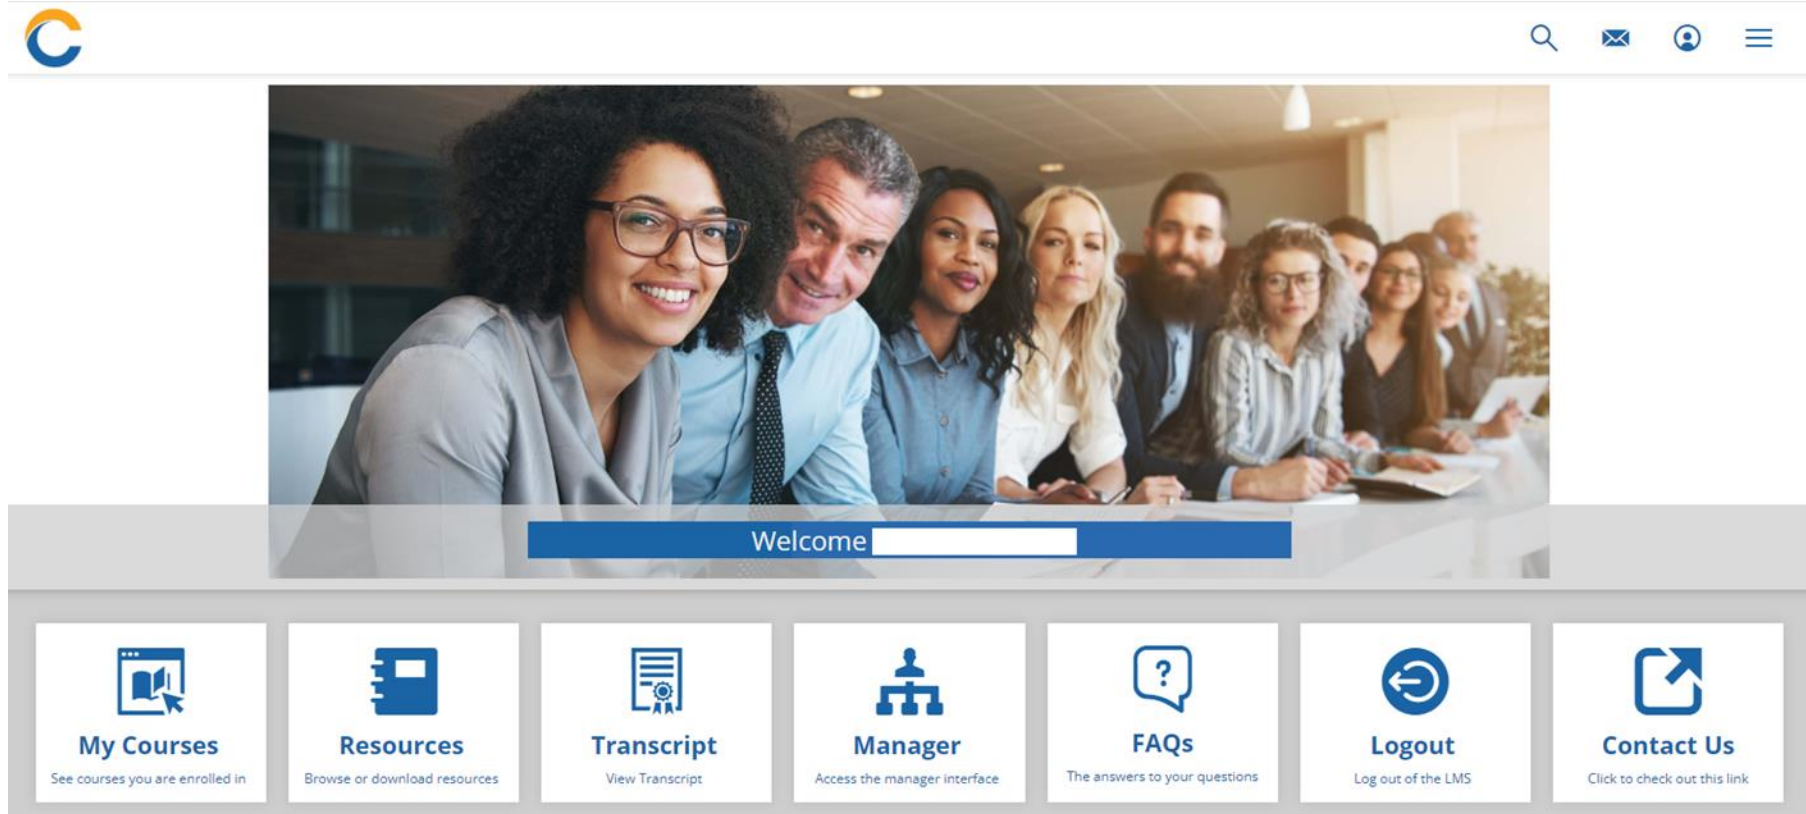 Welcome
My Courses
See courses you are enrolled in
Resources
Browse or download resources
Transcript
View Transcript
Manager
Access the manager interface
?
FAQs
The answers to your questions
Logout
Log out of the LMS
Contact Us
Click to check out this link